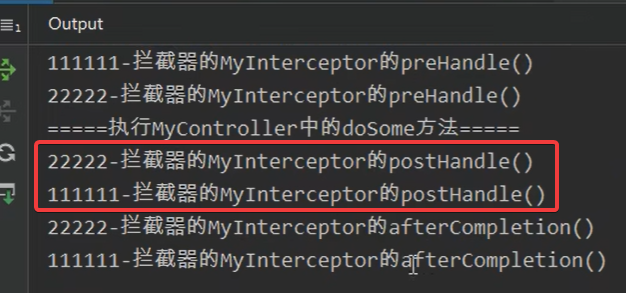 Output
111111-拦截器的MyInterceptor的preHandle()
22222-拦截器的MyInterceptor的preHandle()
=====执行MyController中的doSome方法=====
22222-拦截器的MyInterceptor的postHandle()
111111-拦截器的MyInterceptor的postHandle()
22222-拦截器的MyInterceptor的afterCompletion()
111111-拦截器的MyInterceptor的afterCompletion()